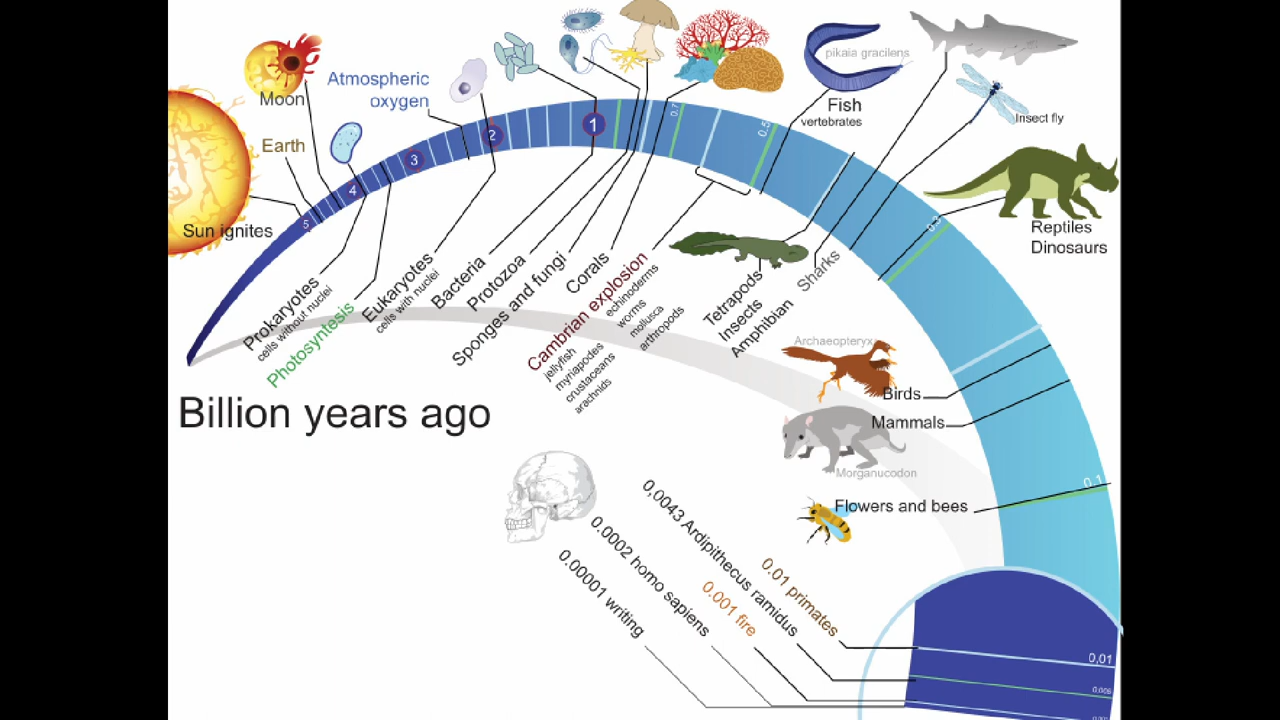 Moon
Atmospheric
oxygen
Earth
Sun ignites
5
4
3
2
1
0.7
0.5
pikaia gracilens
Fish
vertebrates
Insect fly
Reptiles
Dinosaurs
Prokaryotes
cells without nuclei
Photosyntesis
Eukaryotes
cells with nuclei
Bacteria
Protozoa
Sponges and fungi
Corals
Cambrian explosion
echinoderms
worms
mollusca
arthropods
jellyfish
myriapodes
crustaceans
arachnids
Tetrapods
Insects
Amphibian
Sharks
Archaeopteryx
Birds
Mammals
Morganucodon
0.1
Flowers and bees
Billion years ago
0,0043 Ardipithecus ramidus
0.0002 homo sapiens
0.00001 writing
0.01 primates
0.001 fire
0,01